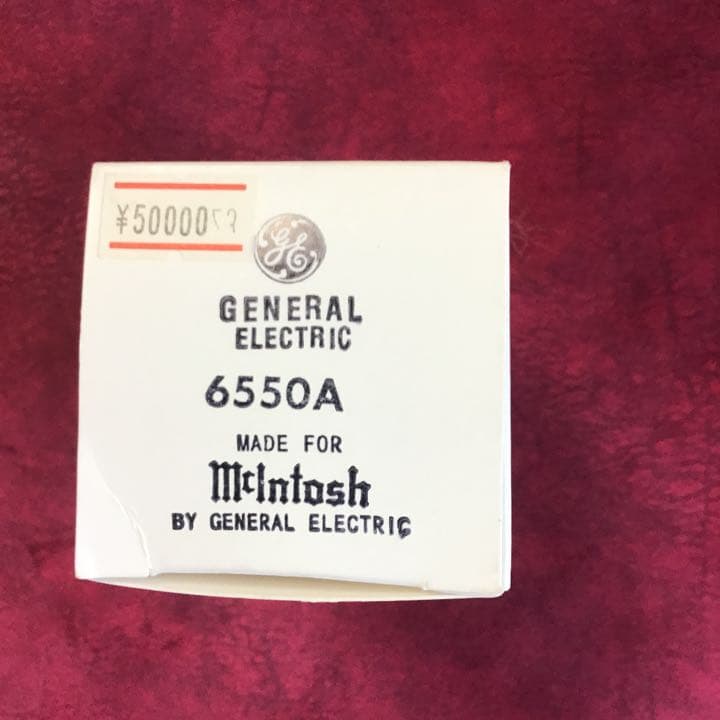 ¥50000
GE
GENERAL
ELECTRIC
6550A
MADE FOR
McIntosh
BY GENERAL ELECTRIC